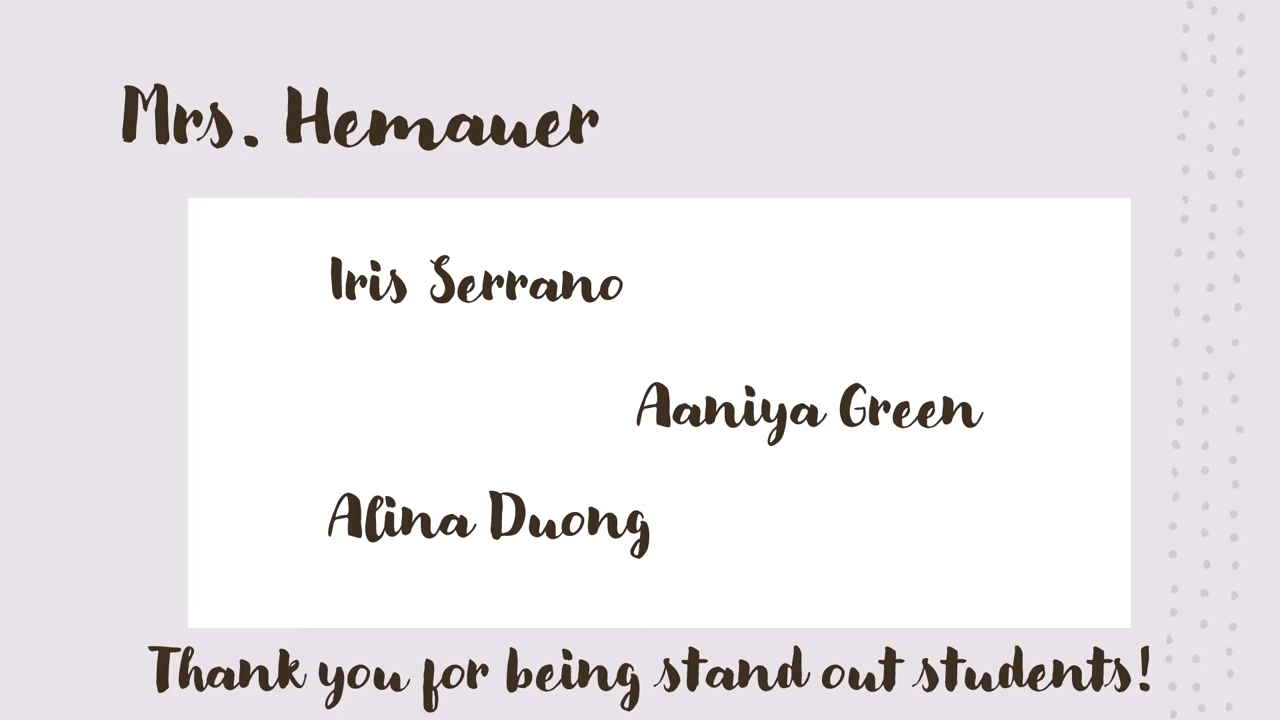 Mrs. Hemauer
Iris Serrano
Aaniya Green
Alina Duong
Thank you for being stand out students!